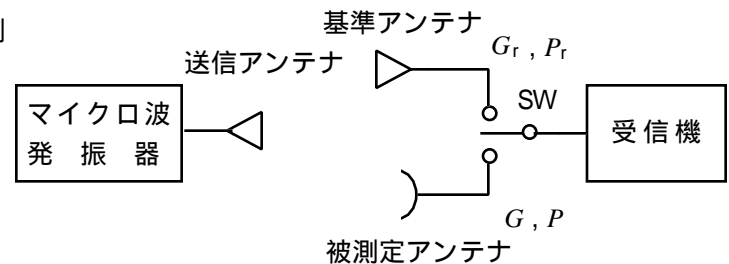 基準アンテナ
Gr , Pr
送信アンテナ
SW
マイクロ波
発振器
受信機
G , P
被測定アンテナ